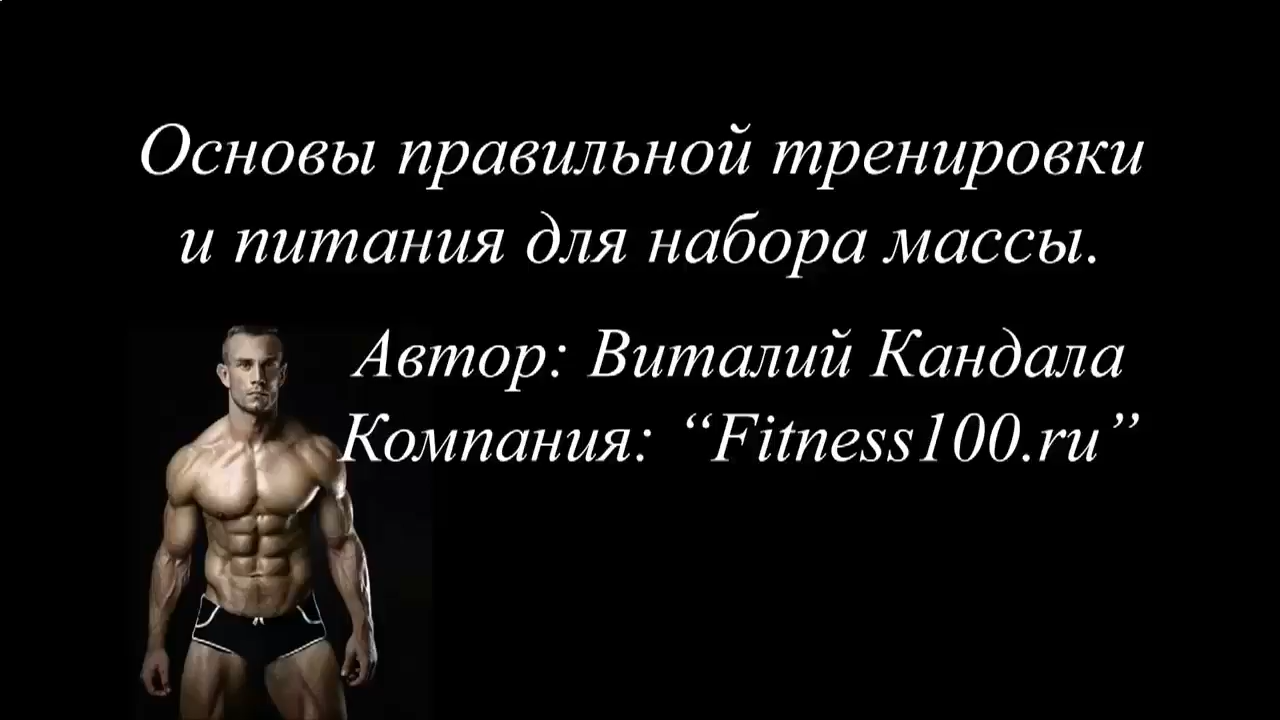 Основы правильной тренировки
и питания для набора массы.
Автор: Виталий Кандала
Компания: “Fitness100.ru”